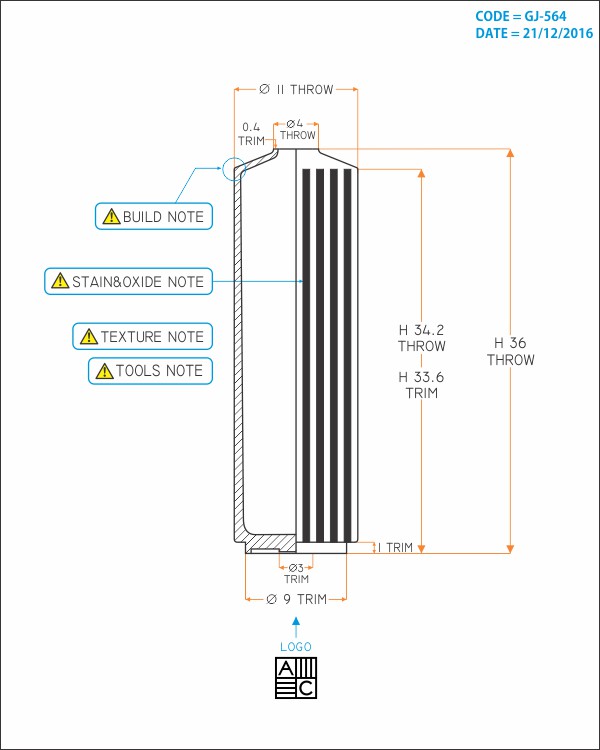 CODE = GJ-564
DATE = 21/12/2016
Ø 11 THROW
0.4
TRIM
Ø4
THROW
BUILD NOTE
STAIN&OXIDE NOTE
TEXTURE NOTE
TOOLS NOTE
H 34.2
THROW
H 33.6
TRIM
H 36
THROW
1 TRIM
Ø3
TRIM
Ø 9 TRIM
LOGO
A
C